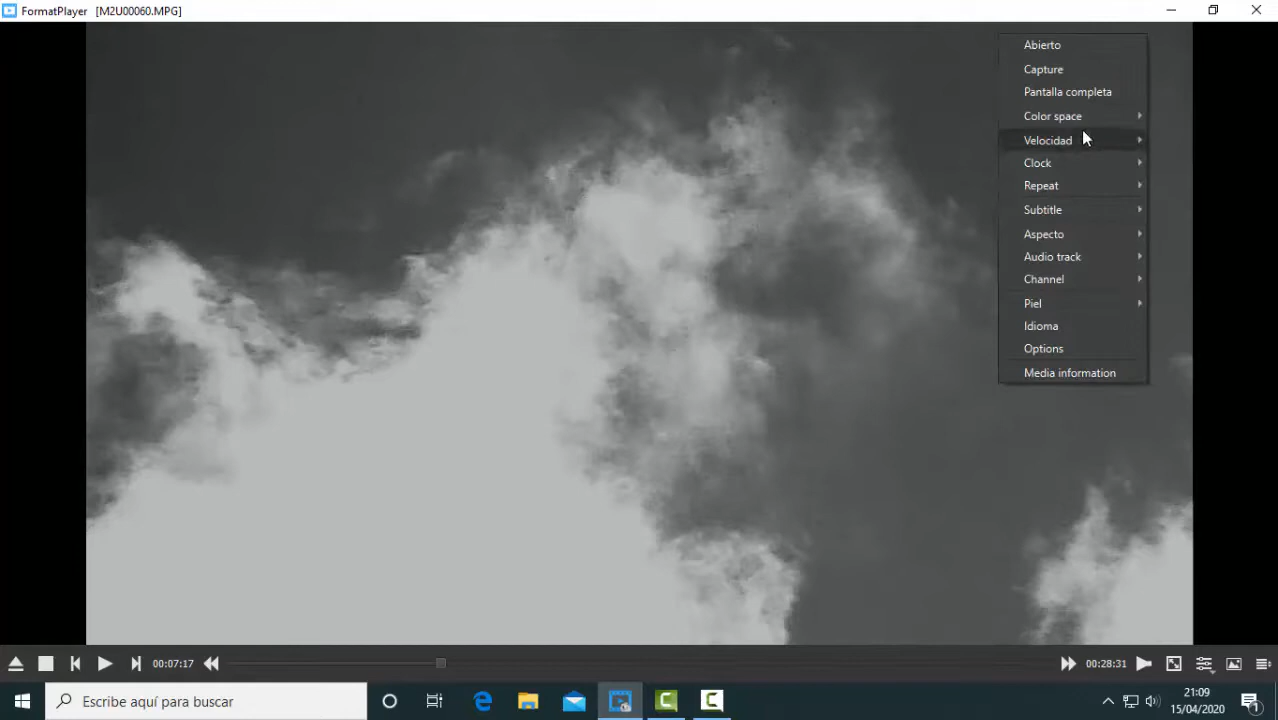 FormatPlayer [M2U00060.MPG]
Abierto
Capture
Pantalla completa
Color space
Velocidad
Clock
Repeat
Subtitle
Aspecto
Audio track
Channel
Piel
Idioma
Options
Media information
00:07:17
00:28:31
Escribe aquí para buscar
21:09
15/04/2020
1